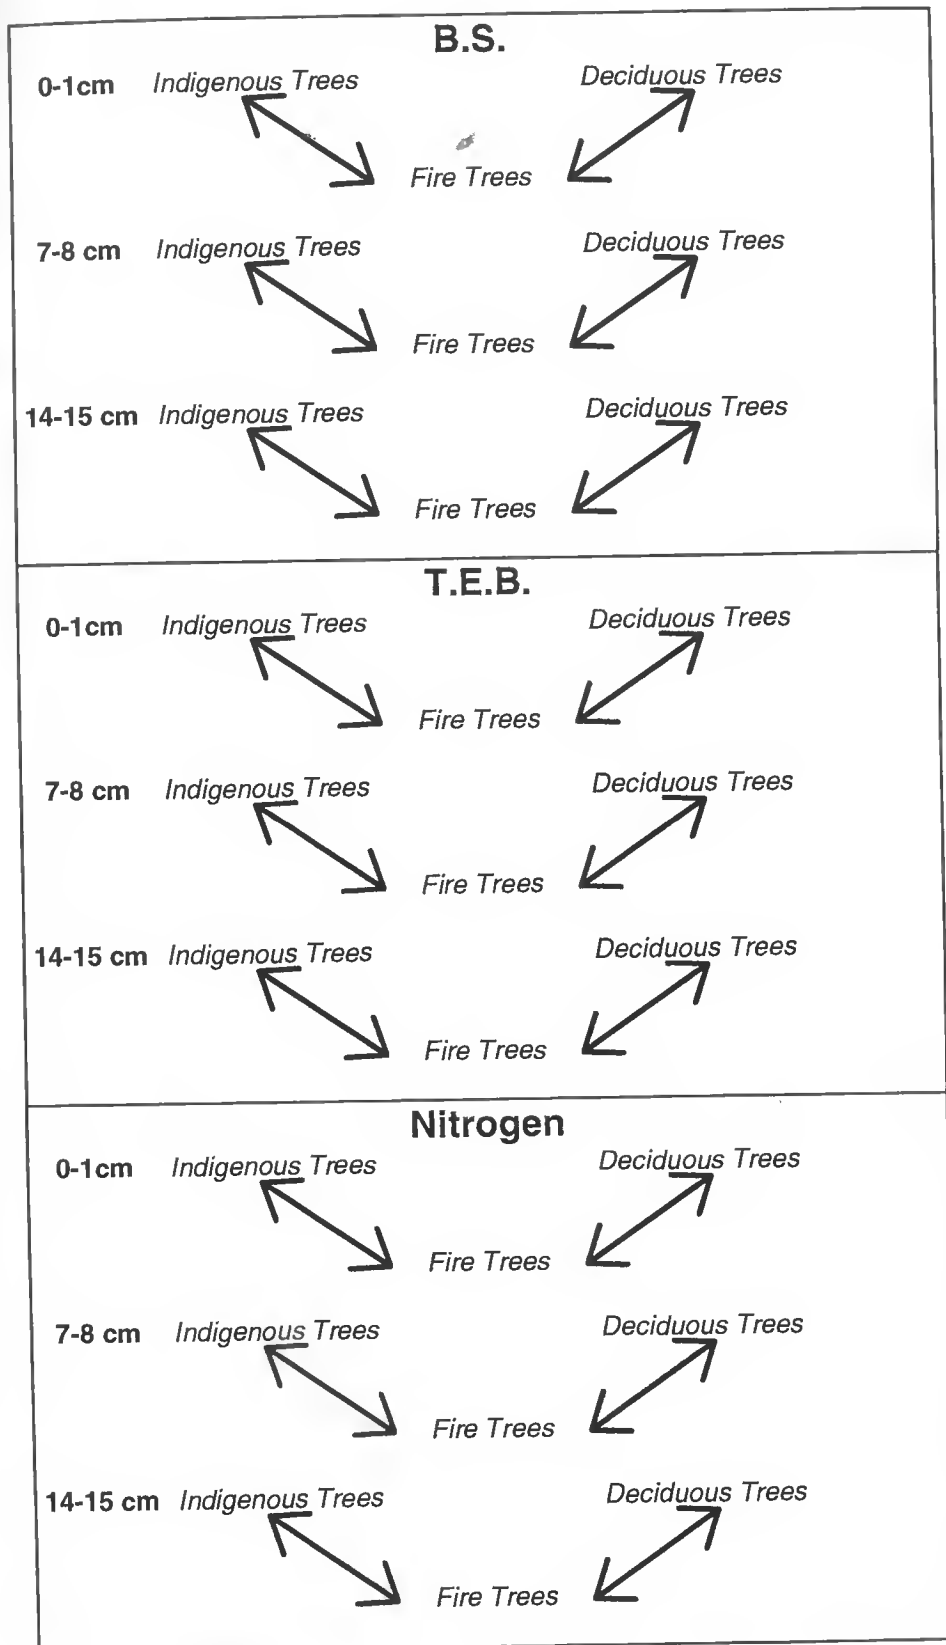 B.S.
0-1cm Indigenous Trees Deciduous Trees
Fire Trees
7-8 cm Indigenous Trees Deciduous Trees
Fire Trees
14-15 cm Indigenous Trees Deciduous Trees
Fire Trees
T.E.B.
0-1cm Indigenous Trees Deciduous Trees
Fire Trees
7-8 cm Indigenous Trees Deciduous Trees
Fire Trees
14-15 cm Indigenous Trees Deciduous Trees
Fire Trees
Nitrogen
0-1cm Indigenous Trees Deciduous Trees
Fire Trees
7-8 cm Indigenous Trees Deciduous Trees
Fire Trees
14-15 cm Indigenous Trees Deciduous Trees
Fire Trees